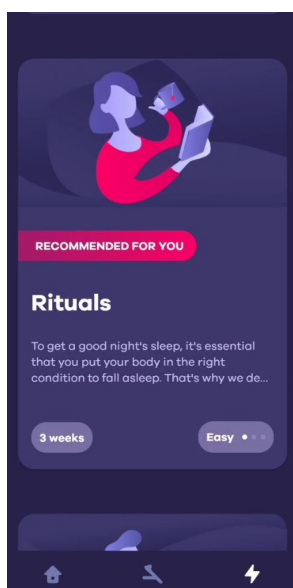 RECOMMENDED FOR YOU
Rituals
To get a good night's sleep, it's essential
that you put your body in the right
condition to fall asleep. That's why we de...
3 weeks
Easy